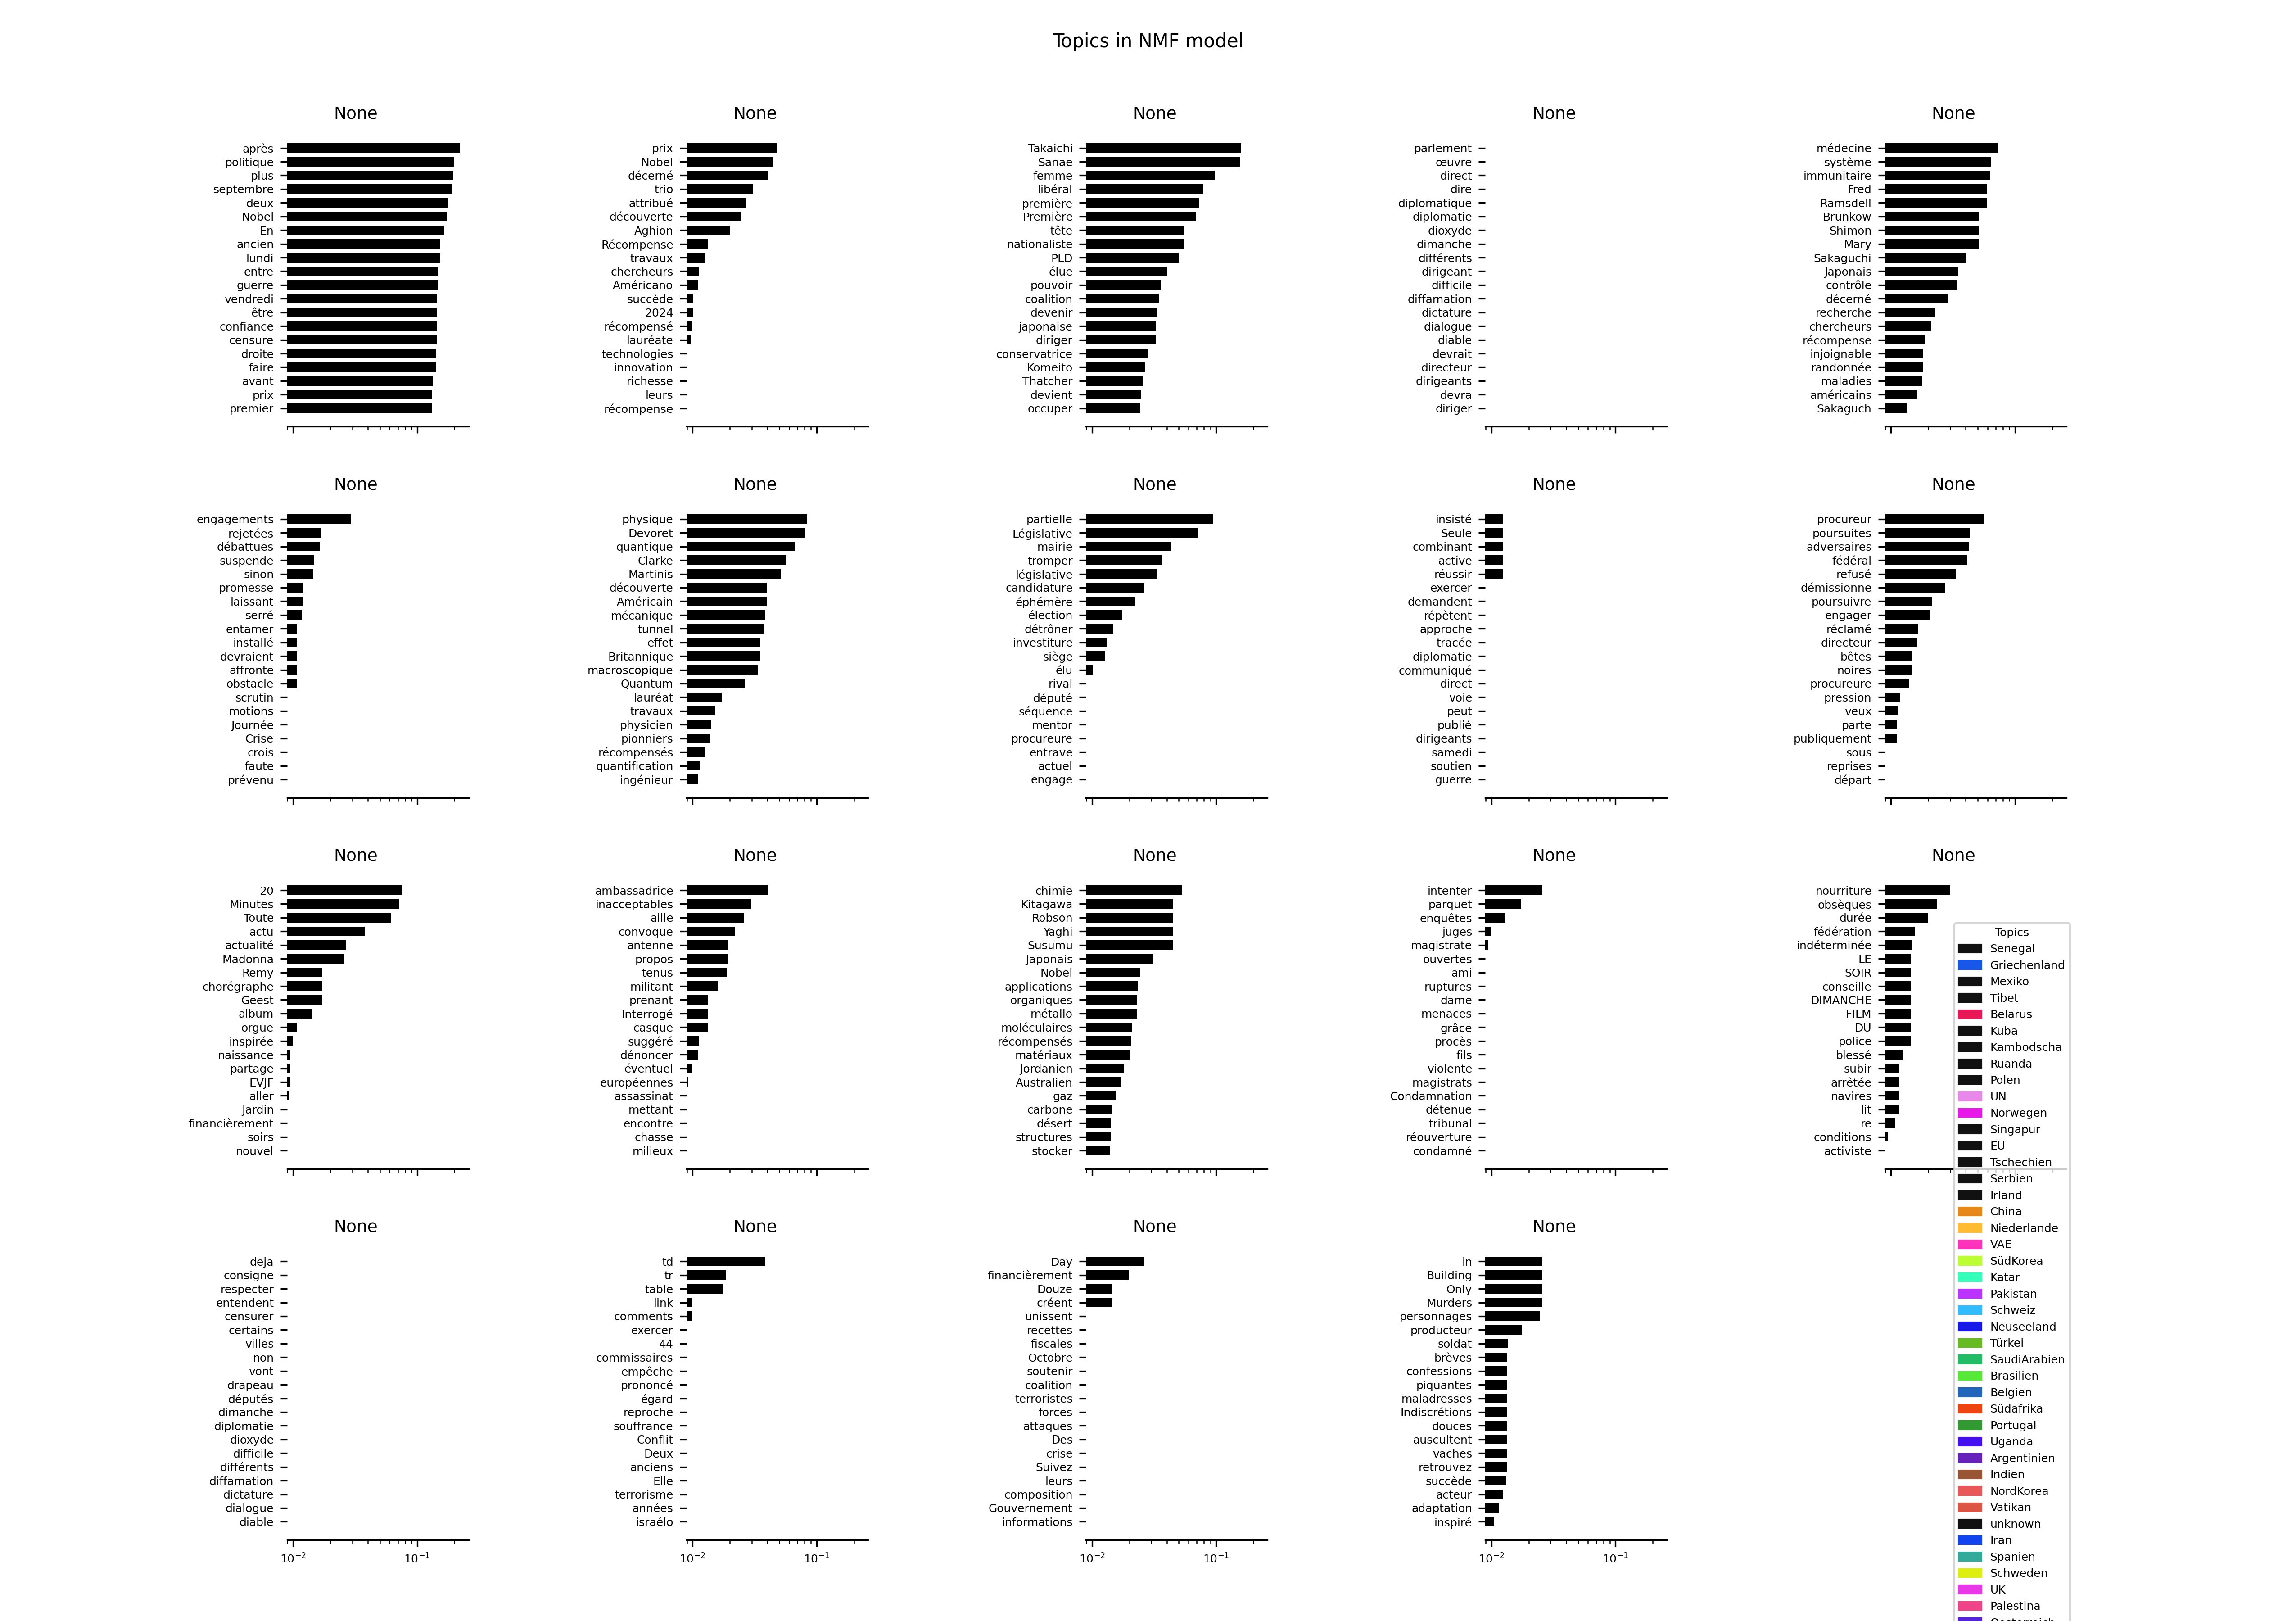 Topics in NMF model
None
après
politique
plus
septembre
deux
Nobel
En
ancien
lundi
entre
guerre
vendredi
être
confiance
censure
droite
faire
avant
prix
premier
None
prix
Nobel
décerné
trio
attribué
découverte
Aghion
Récompense
travaux
chercheurs
Américano
succède
2024
récompensé
lauréate
technologies
innovation
richesse
leurs
récompense
None
Takaichi
Sanae
femme
libéral
première
Première
tête
nationaliste
PLD
élue
pouvoir
coalition
devenir
japonaise
diriger
conservatrice
Komeito
Thatcher
devient
occuper
None
parlement
œuvre
direct
dire
diplomatique
diplomatie
dioxyde
dimanche
différents
dirigeant
difficile
diffamation
dictature
dialogue
diable
devrait
directeur
dirigeants
devra
diriger
None
médecine
système
immunitaire
Fred
Ramsdell
Brunkow
Shimon
Mary
Sakaguchi
Japonais
contrôle
décerné
recherche
chercheurs
récompense
injoignable
randonnée
maladies
américains
Sakaguch
None
engagements
rejetées
débattues
suspende
sinon
promesse
laissant
serré
entamer
installé
devraient
affronte
obstacle
scrutin
motions
Journée
Crise
crois
faute
prévenu
None
physique
Devoret
quantique
Clarke
Martinis
découverte
Américain
mécanique
tunnel
effet
Britannique
macroscopique
Quantum
lauréat
travaux
physicien
pionniers
récompensés
quantification
ingénieur
None
partielle
Législative
mairie
tromper
législative
candidature
éphémère
élection
détrôner
investiture
siège
élu
rival
député
séquence
mentor
procureure
entrave
actuel
engage
None
insisté
Seule
combinant
active
réussir
exercer
demandent
répètent
approche
tracée
diplomatie
communiqué
direct
voie
peut
publié
dirigeants
samedi
soutien
guerre
None
procureur
poursuites
adversaires
fédéral
refusé
démissionne
poursuivre
engager
réclamé
directeur
bêtes
noires
procureure
pression
veux
parte
publiquement
sous
reprises
départ
None
20
Minutes
Toute
actu
actualité
Madonna
Remy
chorégraphe
Geest
album
orgue
inspirée
naissance
partage
EVJF
aller
Jardin
financièrement
soirs
nouvel
None
ambassadrice
inacceptables
aille
convoque
antenne
propos
tenus
militant
prenant
Interrogé
casque
suggéré
dénoncer
éventuel
européennes
assassinat
mettant
encontre
chasse
milieux
None
chimie
Kitagawa
Robson
Yaghi
Susumu
Japonais
Nobel
applications
organiques
métallo
moléculaires
récompensés
matériaux
Jordanien
Australien
gaz
carbone
désert
structures
stocker
None
intenter
parquet
enquêtes
juges
magistrate
ouvertes
ami
ruptures
dame
menaces
grâce
procès
fils
violente
magistrats
Condamnation
détenue
tribunal
réouverture
condamné
None
nourriture
obsèques
durée
fédération
indéterminée
LE
SOIR
conseille
DIMANCHE
FILM
DU
police
blessé
subir
arrêtée
navires
lit
re
conditions
activiste
None
deja
consigne
respecter
entendent
censurer
certains
villes
non
vont
drapeau
députés
dimanche
diplomatie
dioxyde
difficile
différents
diffamation
dictature
dialogue
diable
10⁻² 10⁻¹
None
td
tr
table
link
comments
exercer
44
commissaires
empêche
prononcé
égard
reproche
souffrance
Conflit
Deux
anciens
Elle
terrorisme
années
israélo
10⁻² 10⁻¹
None
Day
financièrement
Douze
créent
unissent
recettes
fiscales
Octobre
soutenir
coalition
terroristes
forces
attaques
Des
crise
Suivez
leurs
composition
Gouvernement
informations
10⁻² 10⁻¹
None
in
Building
Only
Murders
personnages
producteur
soldat
brèves
confessions
piquantes
maladresses
Indiscrétions
douces
auscultent
vaches
retrouvez
succède
acteur
adaptation
inspiré
10⁻² 10⁻¹
Topics
Senegal
Griechenland
Mexiko
Tibet
Belarus
Kuba
Kambodscha
Ruanda
Polen
UN
Norwegen
Singapur
EU
Tschechien
Serbien
Irland
China
Niederlande
VAE
SüdKorea
Katar
Pakistan
Schweiz
Neuseeland
Türkei
SaudiArabien
Brasilien
Belgien
Südafrika
Portugal
Uganda
Argentinien
Indien
NordKorea
Vatikan
unknown
Iran
Spanien
Schweden
UK
Palestina